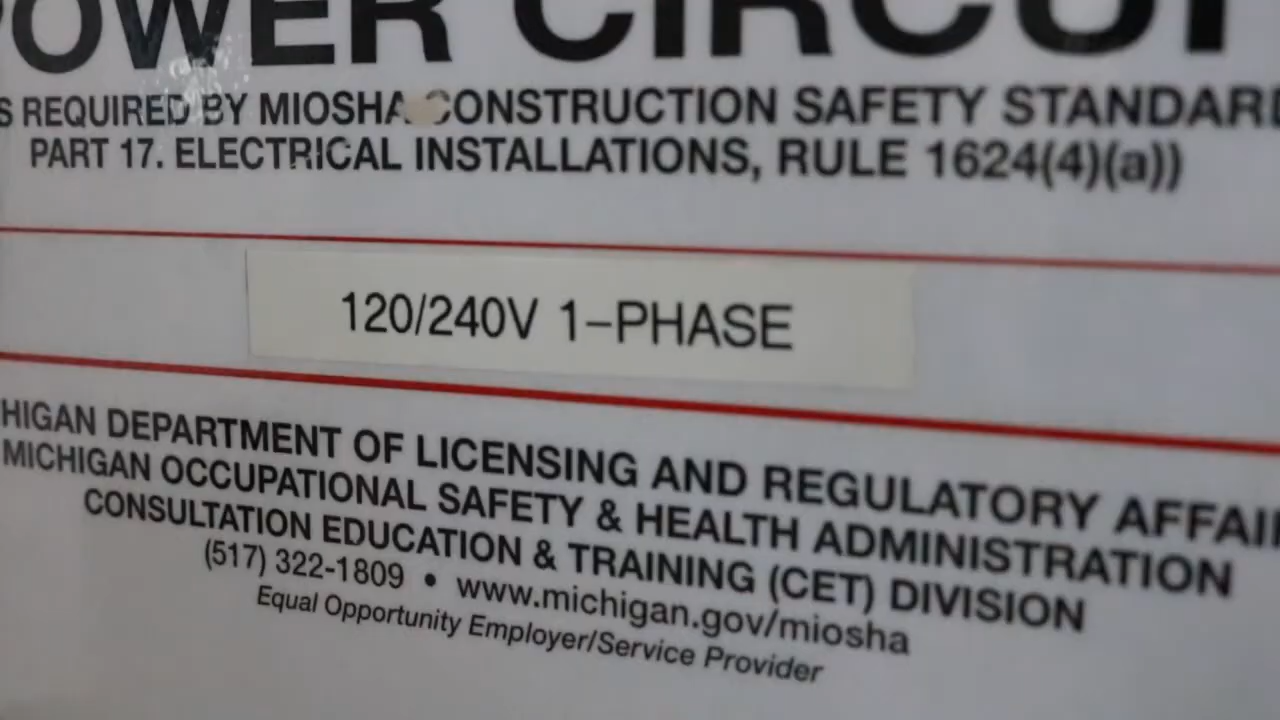 POWER CIRCUI
S REQUIRED BY MIOSHA CONSTRUCTION SAFETY STANDARD
PART 17. ELECTRICAL INSTALLATIONS, RULE 1624(4)(a))
120/240V 1-PHASE
HIGAN DEPARTMENT OF LICENSING AND REGULATORY AFFAI
MICHIGAN OCCUPATIONAL SAFETY & HEALTH ADMINISTRATION
CONSULTATION EDUCATION & TRAINING (CET) DIVISION
(517) 322-1809 • www.michigan.gov/miosha
Equal Opportunity Employer/Service Provider